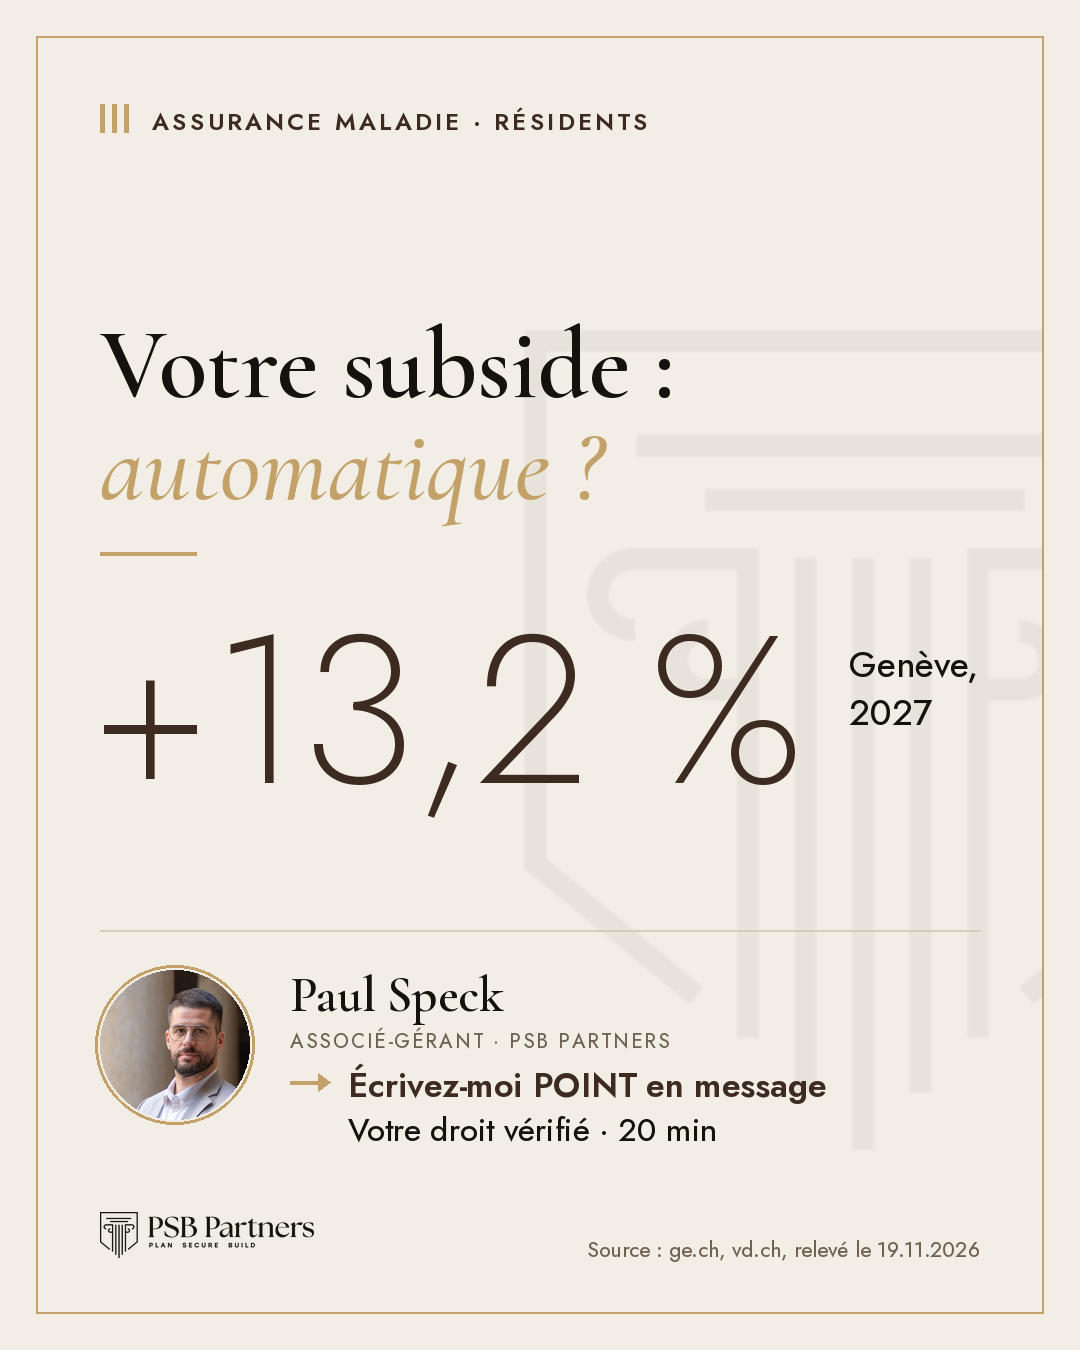 ASSURANCE MALADIE · RÉSIDENTS
Votre subside :
automatique ?
+13,2 %
Genève,
2027
Paul Speck
ASSOCIÉ-GÉRANT · PSB PARTNERS
Écrivez-moi POINT en message
Votre droit vérifié · 20 min
PSB Partners
PLAN SECURE BUILD
Source : ge.ch, vd.ch, relevé le 19.11.2026